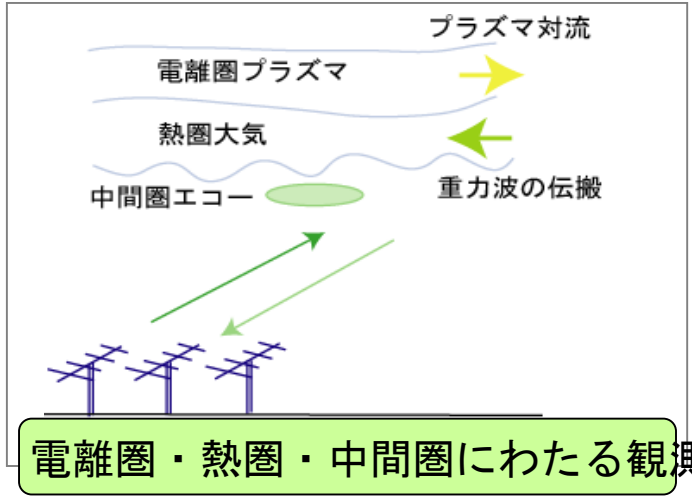 プラズマ対流
電離圏プラズマ
熱圏大気
中間圏エコー
重力波の伝搬
電離圏・熱圏・中間圏にわたる観測